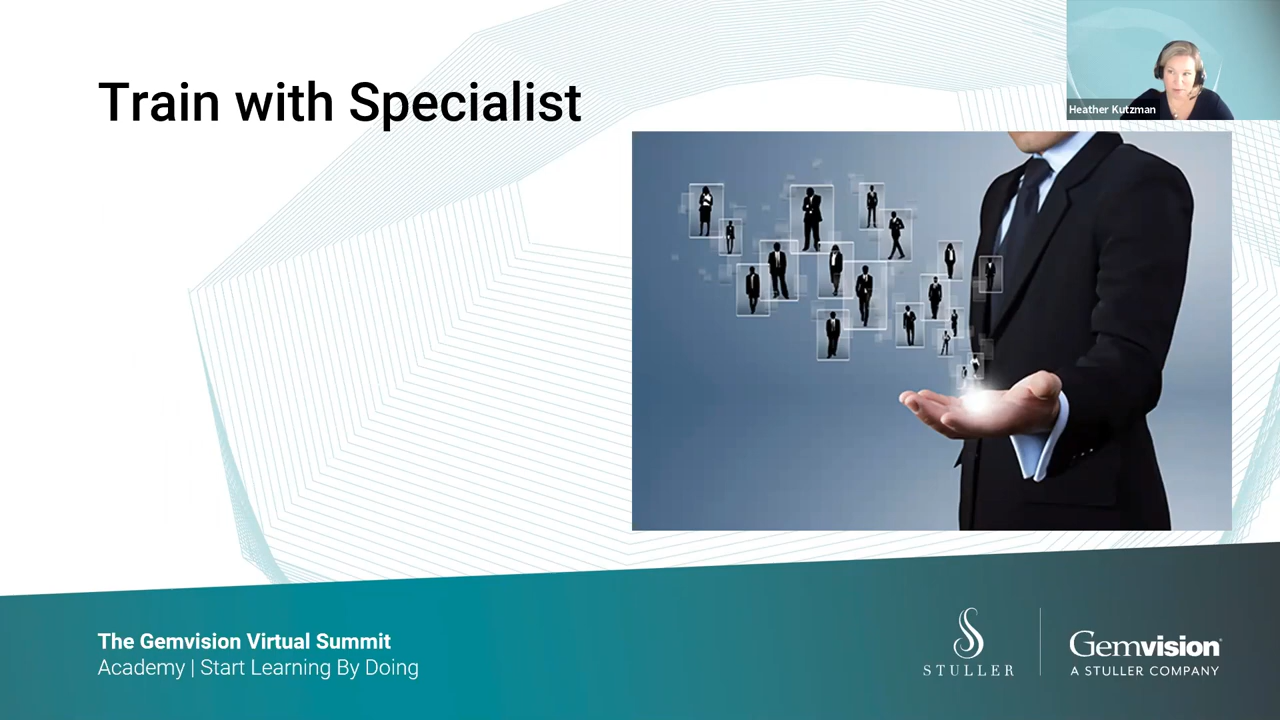 Train with Specialist
Heather Kutzman
The Gemvision Virtual Summit
Academy | Start Learning By Doing
STULLER
Gemvision
A STULLER COMPANY